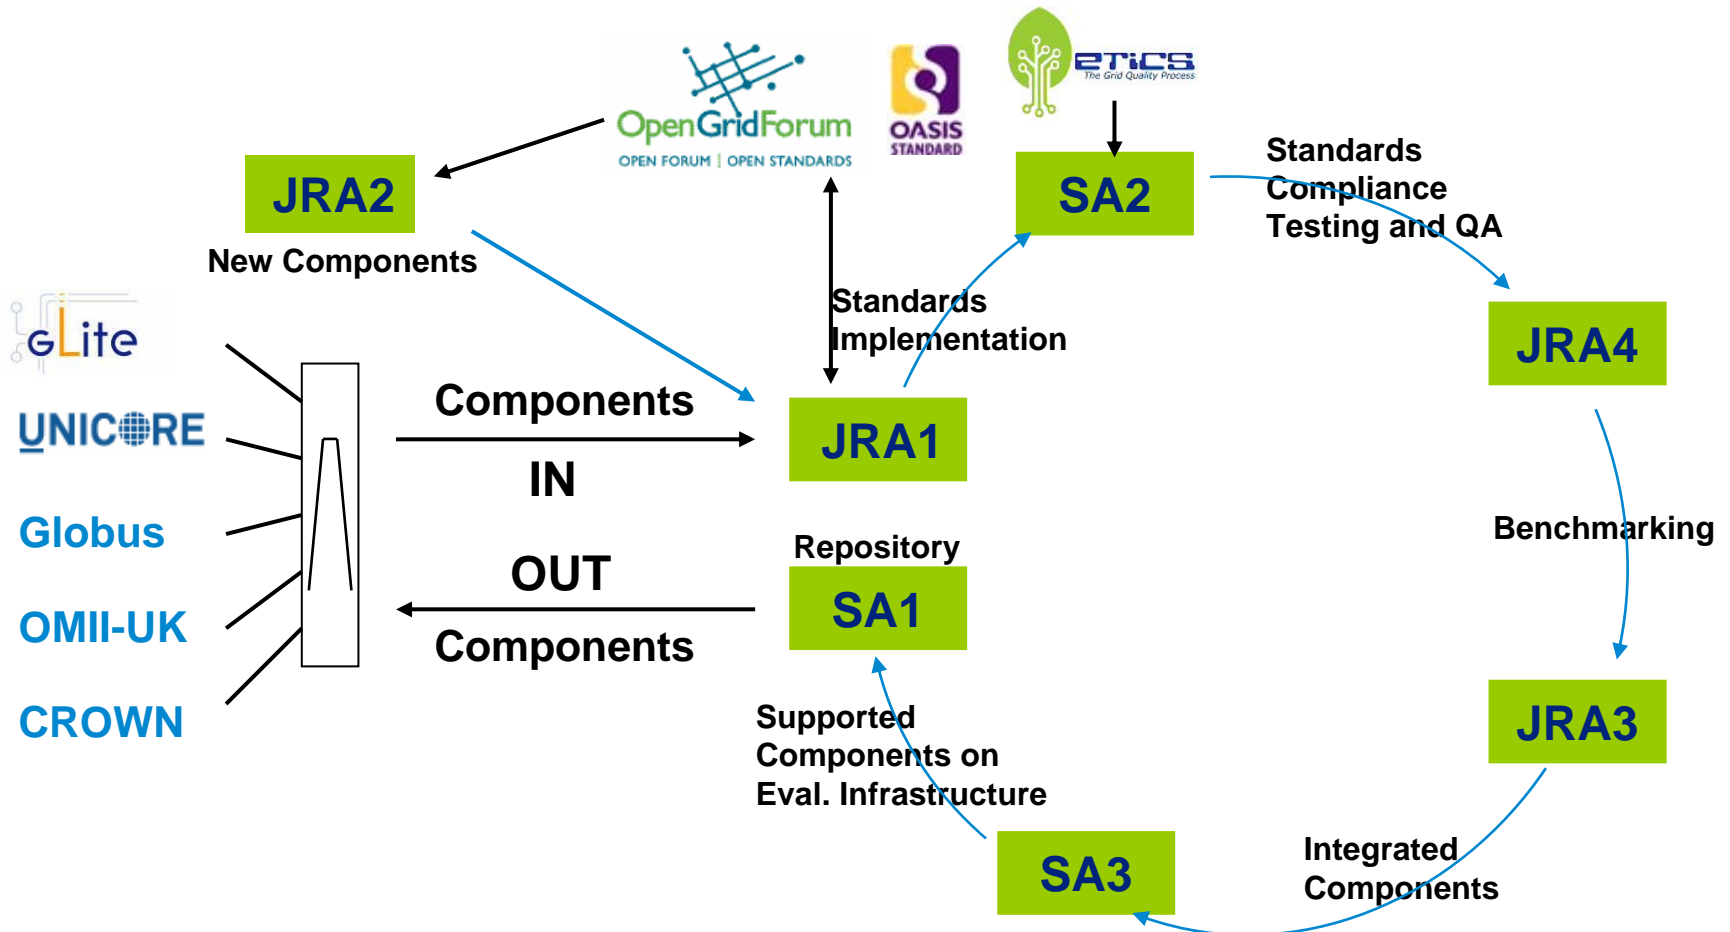 OpenGridForum
OPEN FORUM | OPEN STANDARDS
OASIS
STANDARD
eTICS
The Grid Quality Process
JRA2
New Components
SA2
Standards
Compliance
Testing and QA
gLite
UNICORE
Globus
OMII-UK
CROWN
Components
IN
OUT
Components
Standards
Implementation
JRA1
Repository
SA1
JRA4
Benchmarking
JRA3
Supported
Components on
Eval. Infrastructure
SA3
Integrated
Components